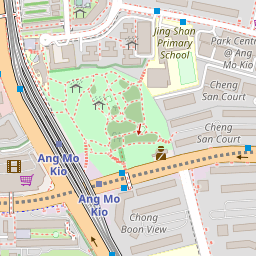 Jing Shan
Primary
School
Park Centr
@ Ang
Mo Kio
Cheng
San Court
Cheng
San Court
Ang Mo
Kio
Ang Mo
Kio
Chong
Boon View